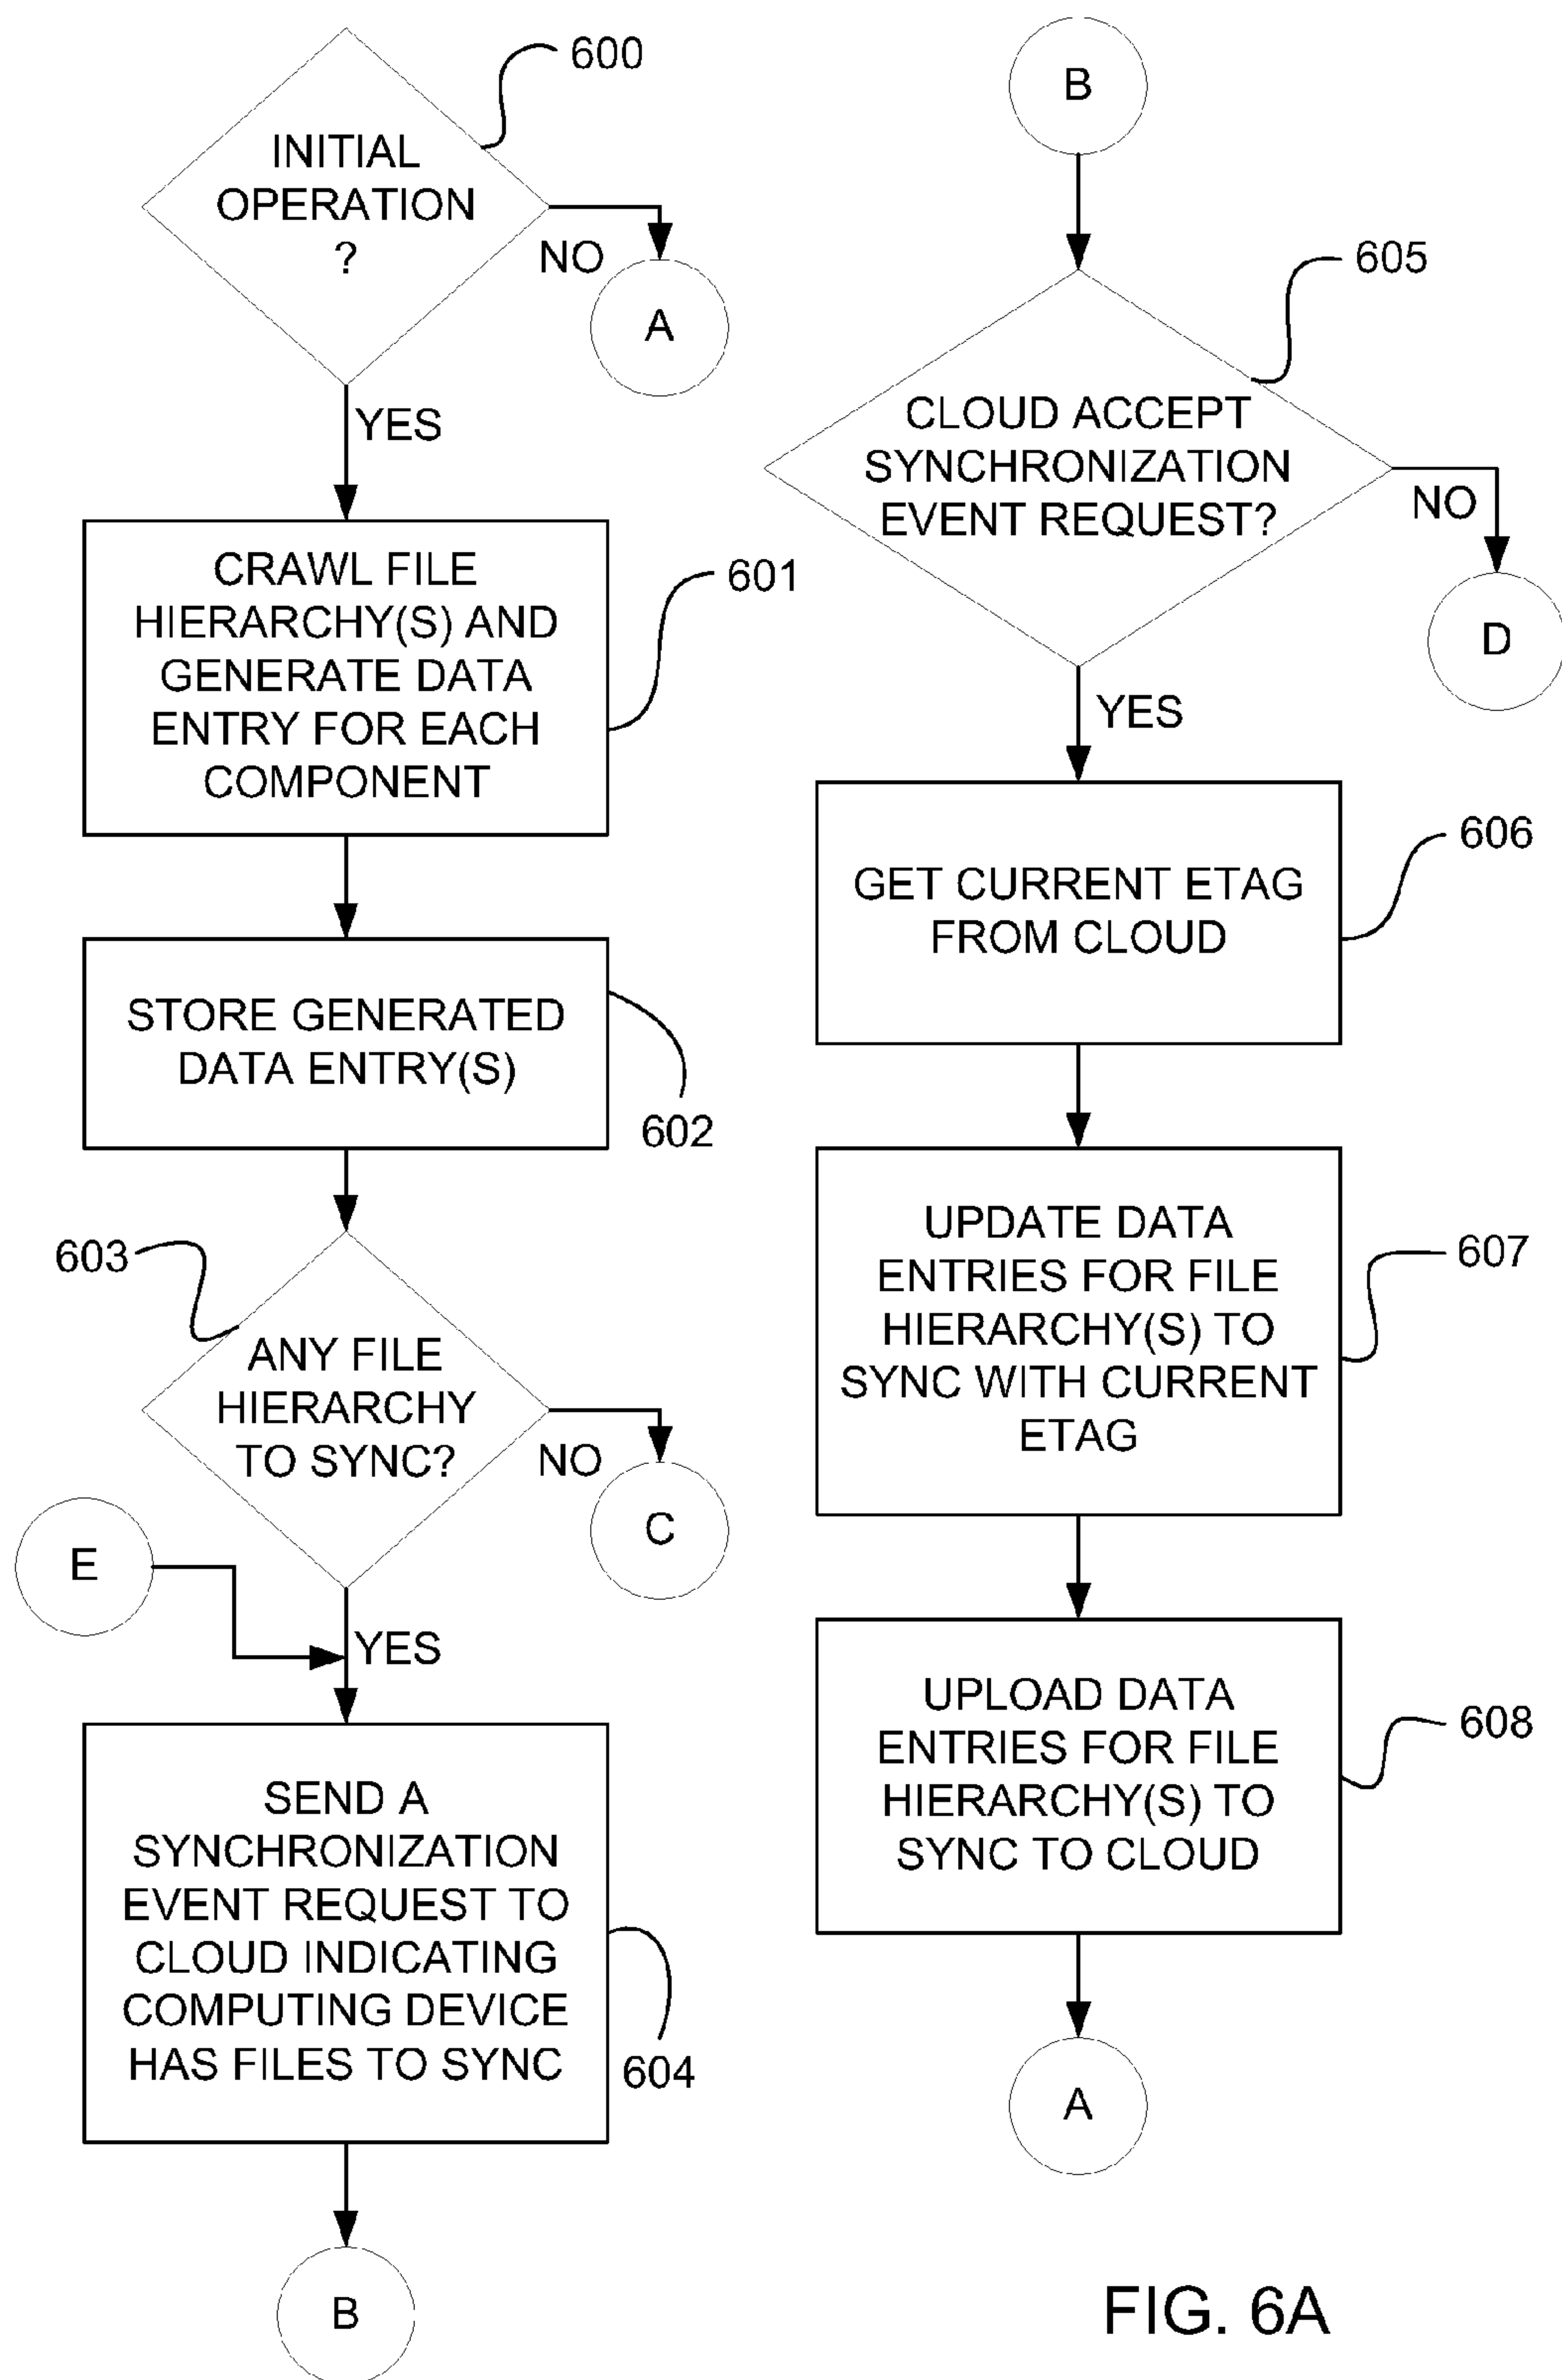 600
INITIAL
OPERATION
?
NO
A
YES
CRAWL FILE
HIERARCHY(S) AND
GENERATE DATA
ENTRY FOR EACH
COMPONENT
601
STORE GENERATED
DATA ENTRY(S)
602
603
ANY FILE
HIERARCHY
TO SYNC?
NO
C
E
YES
SEND A
SYNCHRONIZATION
EVENT REQUEST TO
CLOUD INDICATING
COMPUTING DEVICE
HAS FILES TO SYNC
604
B
B
605
CLOUD ACCEPT
SYNCHRONIZATION
EVENT REQUEST?
NO
D
YES
GET CURRENT ETAG
FROM CLOUD
606
UPDATE DATA
ENTRIES FOR FILE
HIERARCHY(S) TO
SYNC WITH CURRENT
ETAG
607
UPLOAD DATA
ENTRIES FOR FILE
HIERARCHY(S) TO
SYNC TO CLOUD
608
A
FIG. 6A